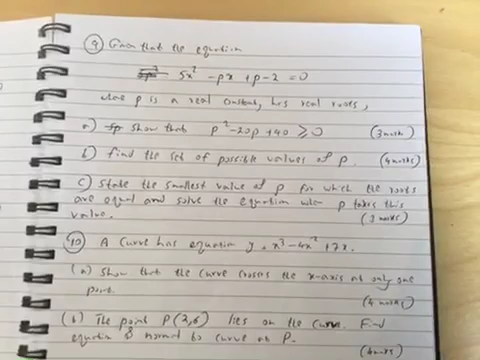 9 Given that the equation
5x² - px + p - 2 = 0
where p is a real constant, has real roots,
a) show that p² - 20p + 40 ≥ 0 (3 marks)
b) find the set of possible values of p. (4 marks)
c) State the smallest value of p for which the roots
are equal and solve the equation when p takes this
value. (3 marks)
10 A curve has equation y = x³ - 4x² + 7x.
(a) Show that the curve crosses the x-axis at only one
point. (4 marks)
(b) The point P(2,6) lies on the curve. Find
equation of normal to curve at P.
(4 marks)